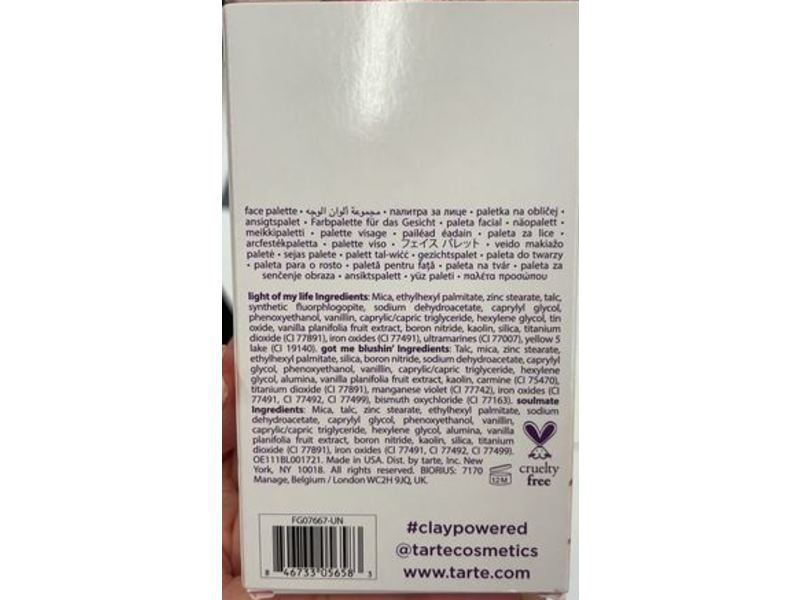 face palette • مجموعة ألوان الوجه • палитра за лице • paletka na obličej •
ansigtspalet • Farbpalette für das Gesicht • paleta facial • näopalett •
meikkipaletti • palette visage • pailéad éadain • paleta za lice •
arcfestékpaletta • palette viso • フェイス パレット • veido makiažo
paletė • sejas palete • palett tal-wiċċ • gezichtspalet • paleta do twarzy
• paleta para o rosto • paletă pentru față • paleta na tvár • paleta za
senčenje obraza • ansiktspalett • yüz paleti • παλέτα προσώπου
light of my life Ingredients: Mica, ethylhexyl palmitate, zinc stearate, talc,
synthetic fluorphlogopite, sodium dehydroacetate, caprylyl glycol,
phenoxyethanol, vanillin, caprylic/capric triglyceride, hexylene glycol, tin
oxide, vanilla planifolia fruit extract, boron nitride, kaolin, silica, titanium
dioxide (CI 77891), iron oxides (CI 77491), ultramarines (CI 77007), yellow 5
lake (CI 19140). got me blushin' Ingredients: Talc, mica, zinc stearate,
ethylhexyl palmitate, silica, boron nitride, sodium dehydroacetate, caprylyl
glycol, phenoxyethanol, vanillin, caprylic/capric triglyceride, hexylene
glycol, alumina, vanilla planifolia fruit extract, kaolin, carmine (CI 75470),
titanium dioxide (CI 77891), manganese violet (CI 77742), iron oxides (CI
77491, CI 77492, CI 77499), bismuth oxychloride (CI 77163). soulmate
Ingredients: Mica, talc, zinc stearate, ethylhexyl palmitate, sodium
dehydroacetate, caprylyl glycol, phenoxyethanol, vanillin,
caprylic/capric triglyceride, hexylene glycol, alumina, vanilla
planifolia fruit extract, boron nitride, kaolin, silica, titanium
dioxide (CI 77891), iron oxides (CI 77491, CI 77492, CI 77499).
OE111BL001721. Made in USA. Dist. by tarte, Inc. New
York, NY 10018. All rights reserved. BIORIUS: 7170
Manage, Belgium / London WC2H 9JQ, UK.
12M
cruelty
free
FG07667-UN
8 46733 05658 3
#claypowered
@tartecosmetics
www.tarte.com